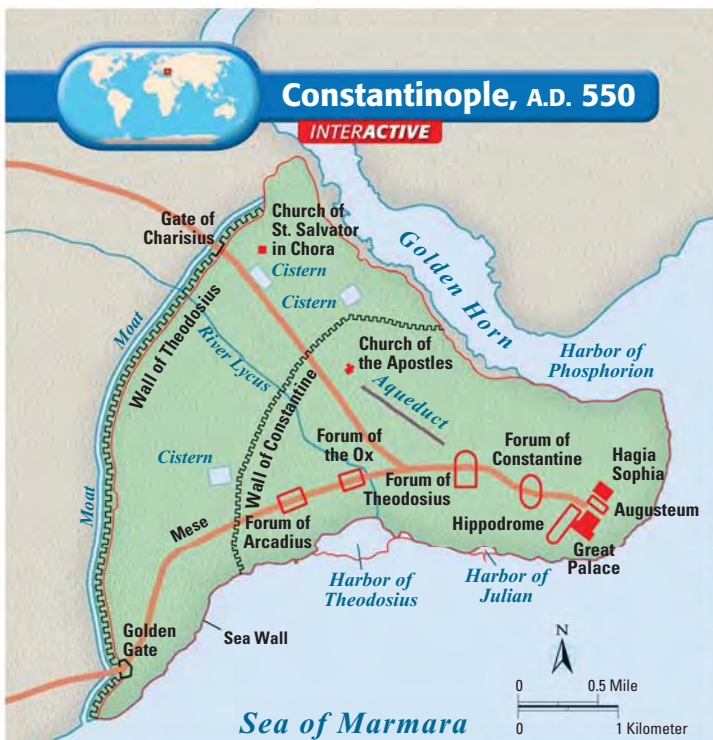 Constantinople, A.D. 550
INTERACTIVE
Gate of
Charisius
Church of
St. Salvator
in Chora
Cistern
Cistern
Golden Horn
Moat
Wall of Theodosius
River Lycus
Wall of Constantine
Church of
the Apostles
Aqueduct
Harbor of
Phosphorion
Cistern
Forum of
the Ox
Forum of
Theodosius
Forum of
Constantine
Hagia
Sophia
Augusteum
Moat
Mese
Forum of
Arcadius
Hippodrome
Great
Palace
Harbor of
Theodosius
Harbor of
Julian
Golden
Gate
Sea Wall
N
0 0.5 Mile
0 1 Kilometer
Sea of Marmara